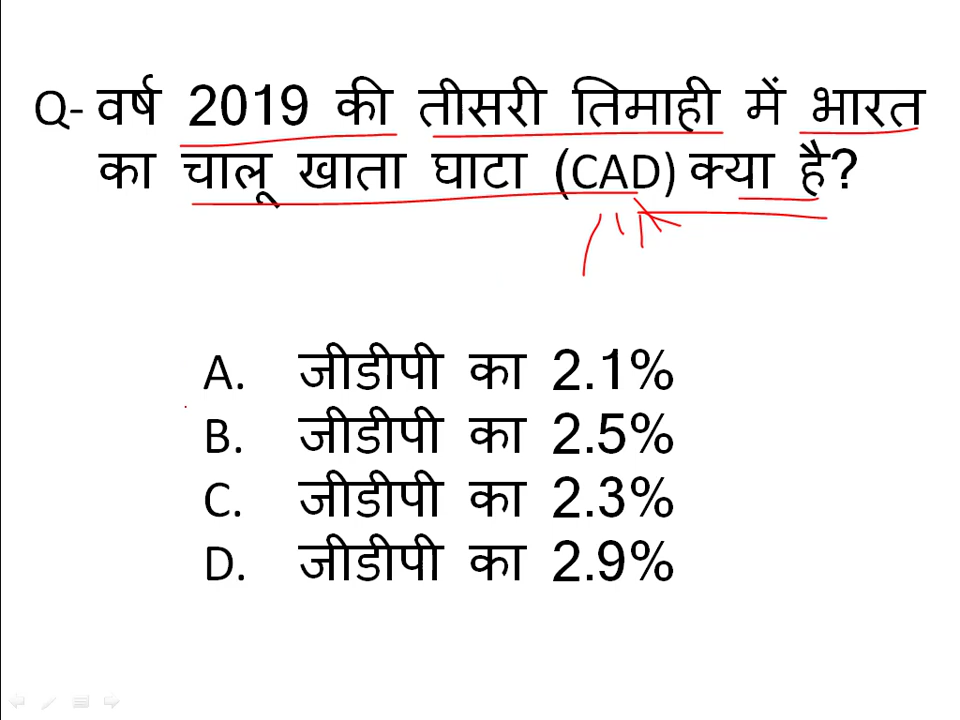 Q- वर्ष 2019 की तीसरी तिमाही में भारत
का चालू खाता घाटा (CAD) क्या है?
A. जीडीपी का 2.1%
B. जीडीपी का 2.5%
C. जीडीपी का 2.3%
D. जीडीपी का 2.9%